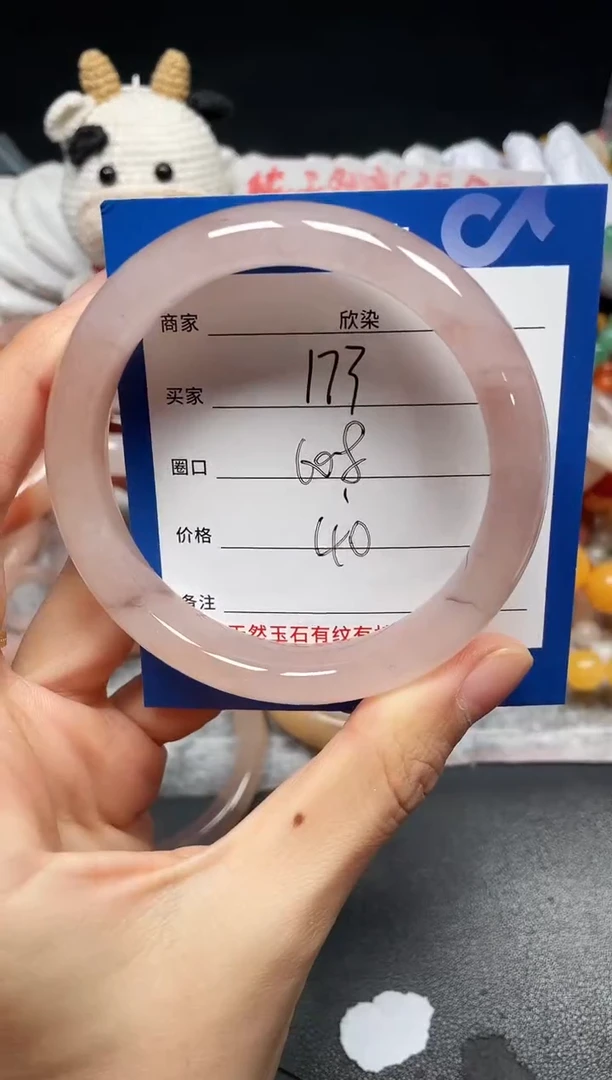 商家 欣染
买家 173
圈口 60.8
价格 40
备注
天然玉石有纹有